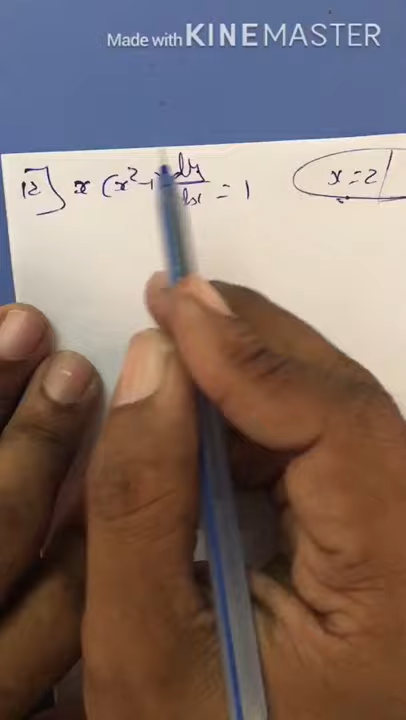 Made with KINEMASTER
12] x (x²-1) dy/dx = 1
x = 2